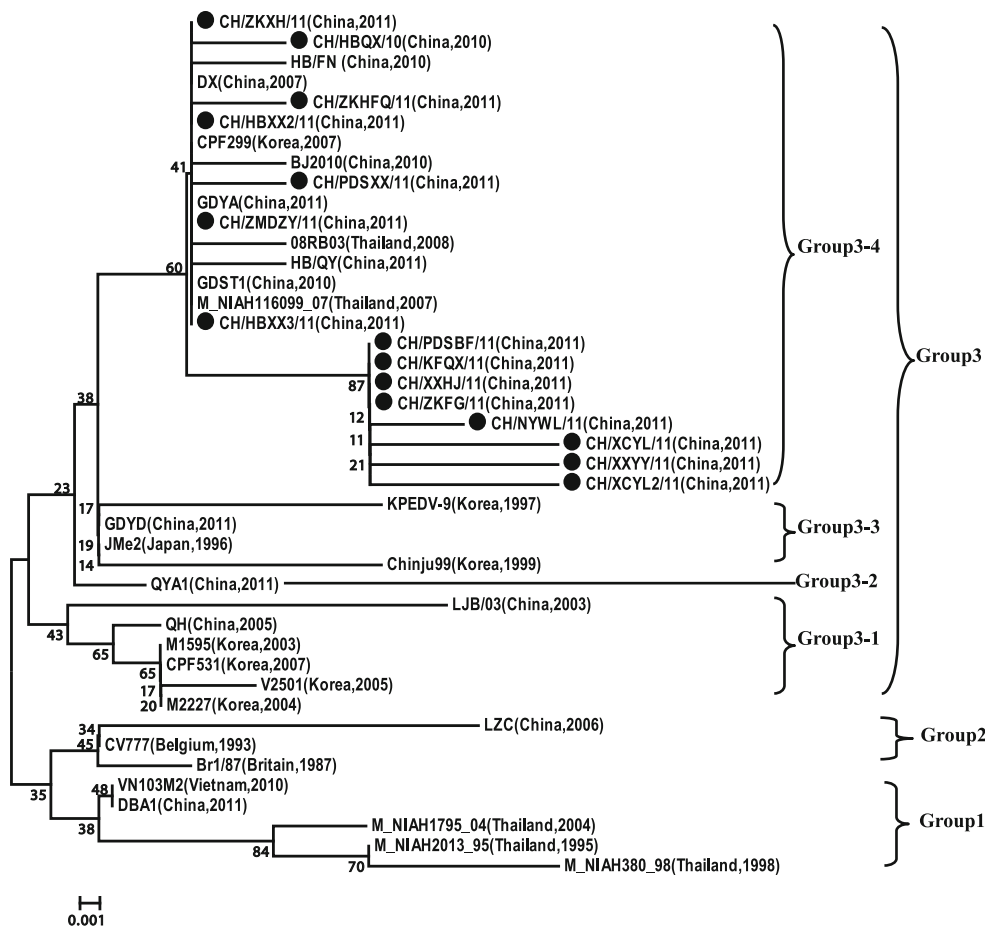 CH/ZKXH/11(China,2011)
CH/HBQX/10(China,2010)
HB/FN (China,2010)
DX(China,2007)
CH/ZKHFQ/11(China,2011)
CH/HBXX2/11(China,2011)
CPF299(Korea,2007)
41
BJ2010(China,2010)
CH/PDSXX/11(China,2011)
GDYA(China,2011)
CH/ZMDZY/11(China,2011)
08RB03(Thailand,2008)
Group3-4
60
HB/QY(China,2011)
GDST1(China,2010)
M_NIAH116099_07(Thailand,2007)
CH/HBXX3/11(China,2011)
CH/PDSBF/11(China,2011)
Group3
CH/KFQX/11(China,2011)
87
CH/XXHJ/11(China,2011)
38
CH/ZKFG/11(China,2011)
12
CH/NYWL/11(China,2011)
11
CH/XCYL/11(China,2011)
21
CH/XXYY/11(China,2011)
23
CH/XCYL2/11(China,2011)
17
KPEDV-9(Korea,1997)
GDYD(China,2011)
Group3-3
19
JMe2(Japan,1996)
14
Chinju99(Korea,1999)
QYA1(China,2011)
Group3-2
LJB/03(China,2003)
43
QH(China,2005)
Group3-1
65
M1595(Korea,2003)
65
CPF531(Korea,2007)
17
V2501(Korea,2005)
20
M2227(Korea,2004)
34
LZC(China,2006)
Group2
45
CV777(Belgium,1993)
Br1/87(Britain,1987)
35
48
VN103M2(Vietnam,2010)
DBA1(China,2011)
Group1
38
M_NIAH1795_04(Thailand,2004)
84
M_NIAH2013_95(Thailand,1995)
70
M_NIAH380_98(Thailand,1998)
0.001